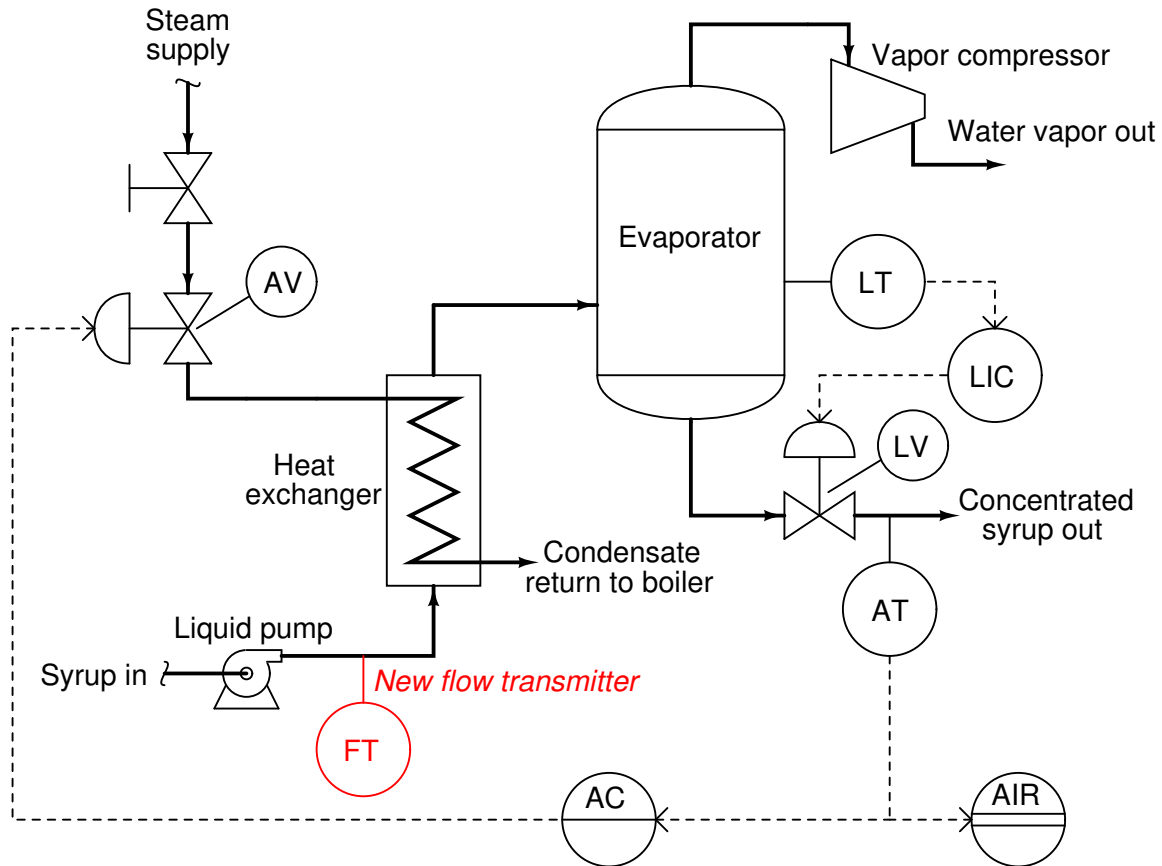 Steam
supply
Vapor compressor
Water vapor out
Evaporator
AV
LT
LIC
LV
Heat
exchanger
Concentrated
syrup out
Condensate
return to boiler
AT
Liquid pump
Syrup in
New flow transmitter
FT
AC
AIR